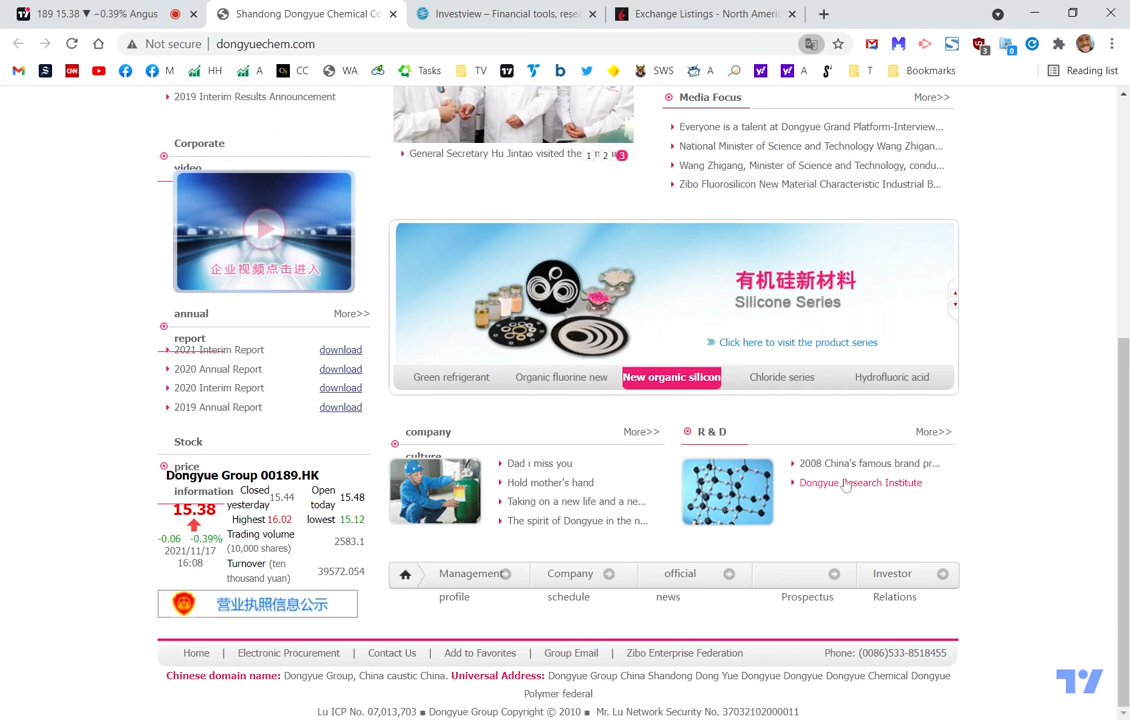 189 15.38 ▼ −0.39% Angus
Shandong Dongyue Chemical Co
Investview – Financial tools, rese
Exchange Listings - North Americ
Not secure | dongyuechem.com
3
0
CNN
M
HH
A
CC
WA
Tasks
TV
SWS
A
A
T
Bookmarks
Reading list
2019 Interim Results Announcement
Corporate
video
企业视频点击进入
annual
More>>
report
2021 Interim Report
download
2020 Annual Report
download
2020 Interim Report
download
2019 Annual Report
download
Stock
price
Dongyue Group 00189.HK
information
15.38
-0.06 -0.39%
2021/11/17
16:08
Closed
yesterday
15.44
Open
today
15.48
Highest 16.02
lowest 15.12
Trading volume
(10,000 shares)
2583.1
Turnover (ten
thousand yuan)
39572.054
营业执照信息公示
General Secretary Hu Jintao visited the
1 2 3
Media Focus
More>>
Everyone is a talent at Dongyue Grand Platform-Interview...
National Minister of Science and Technology Wang Zhigan...
Wang Zhigang, Minister of Science and Technology, condu...
Zibo Fluorosilicon New Material Characteristic Industrial B...
有机硅新材料
Silicone Series
Click here to visit the product series
Green refrigerant
Organic fluorine new
New organic silicon
Chloride series
Hydrofluoric acid
company
More>>
culture
Dad i miss you
Hold mother's hand
Taking on a new life and a ne...
The spirit of Dongyue in the n...
R & D
More>>
2008 China's famous brand pr...
Dongyue Research Institute
Management
profile
Company
schedule
official
news
Prospectus
Investor
Relations
Home | Electronic Procurement | Contact Us | Add to Favorites | Group Email | Zibo Enterprise Federation
Phone: (0086)533-8518455
Chinese domain name: Dongyue Group, China caustic China. Universal Address: Dongyue Group China Shandong Dong Yue Dongyue Dongyue Chemical Dongyue
Polymer federal
Lu ICP No. 07,013,703 ■ Dongyue Group Copyright © 2010 ■ Mr. Lu Network Security No. 37032102000011